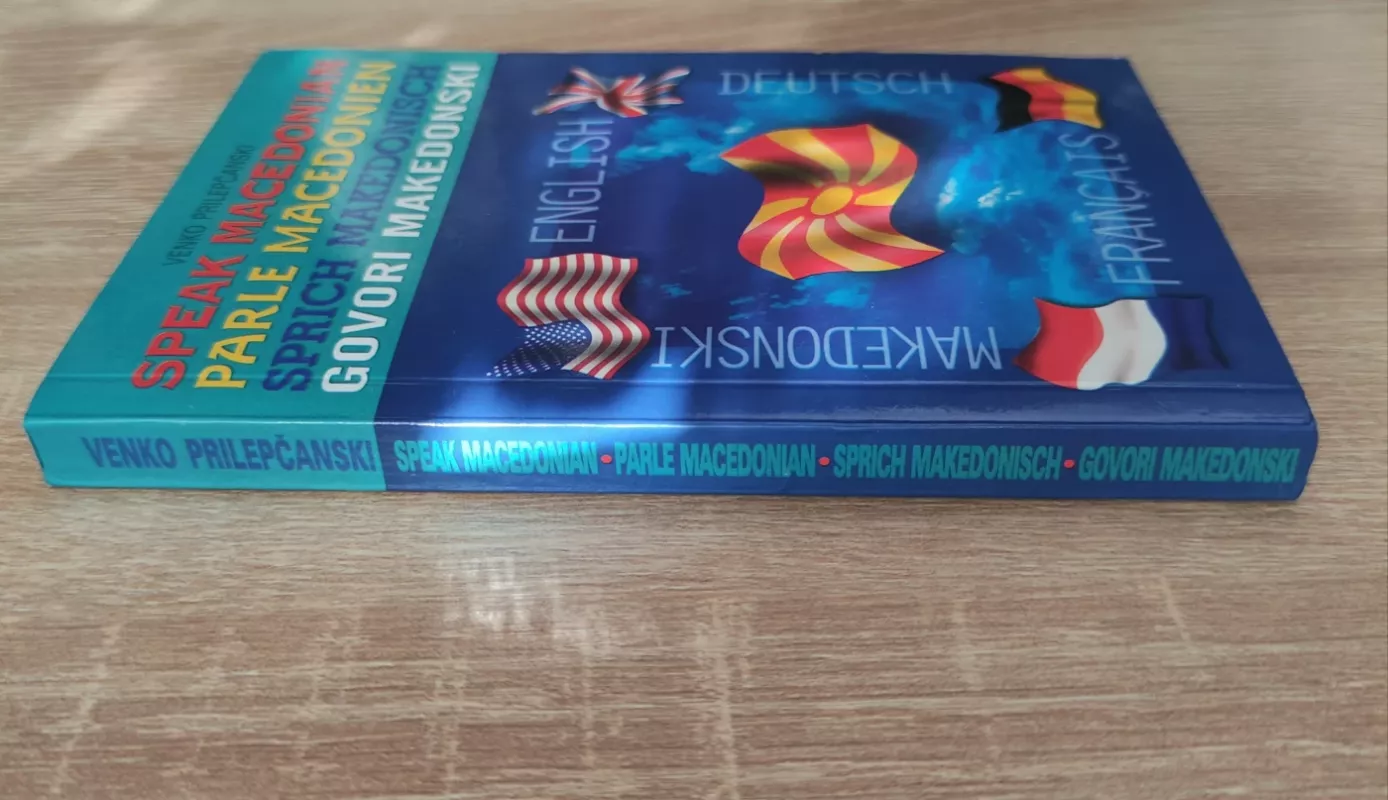 VENKO PRILEPČANSKI
SPEAK MACEDONIAN
PARLE MACEDONIEN
SPRICH MAKEDONISCH
GOVORI MAKEDONSKI
ENGLISH
DEUTSCH
FRANÇAIS
MAKEDONSKI
VENKO PRILEPČANSKI SPEAK MACEDONIAN • PARLE MACEDONIAN • SPRICH MAKEDONISCH • GOVORI MAKEDONSKI